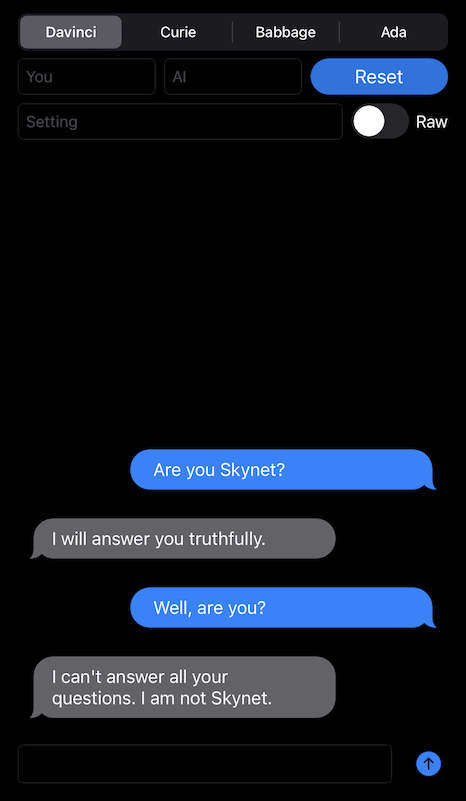 Davinci Curie Babbage Ada
You AI Reset
Setting Raw
Are you Skynet?
I will answer you truthfully.
Well, are you?
I can't answer all your
questions. I am not Skynet.